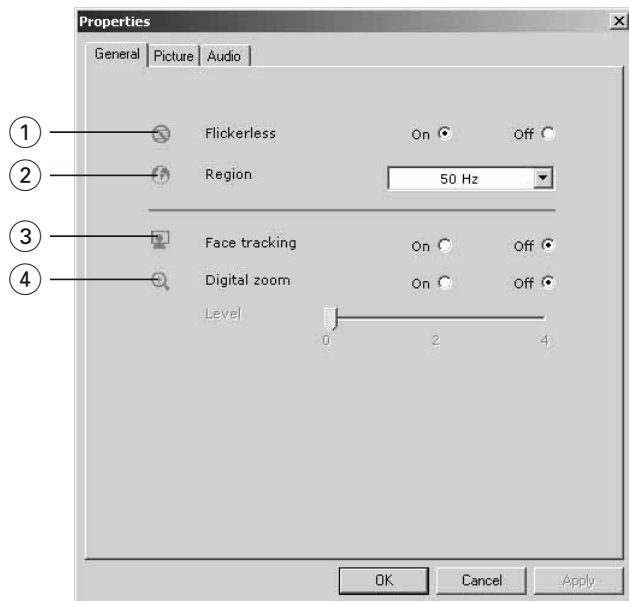 Properties
General Picture Audio
1 Flickerless On Off
2 Region 50 Hz
3 Face tracking On Off
4 Digital zoom On Off
Level
0 2 4
OK Cancel Apply